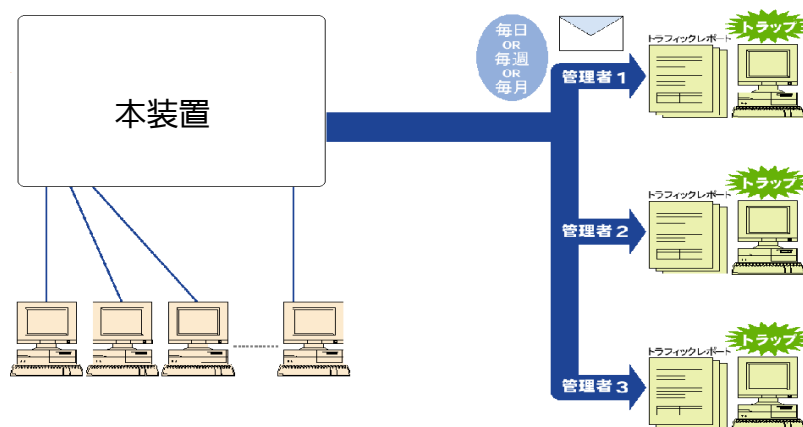 本装置
毎日
OR
毎週
OR
毎月
トラップ
トラフィックレポート
管理者1
トラップ
トラフィックレポート
管理者2
トラップ
トラフィックレポート
管理者3